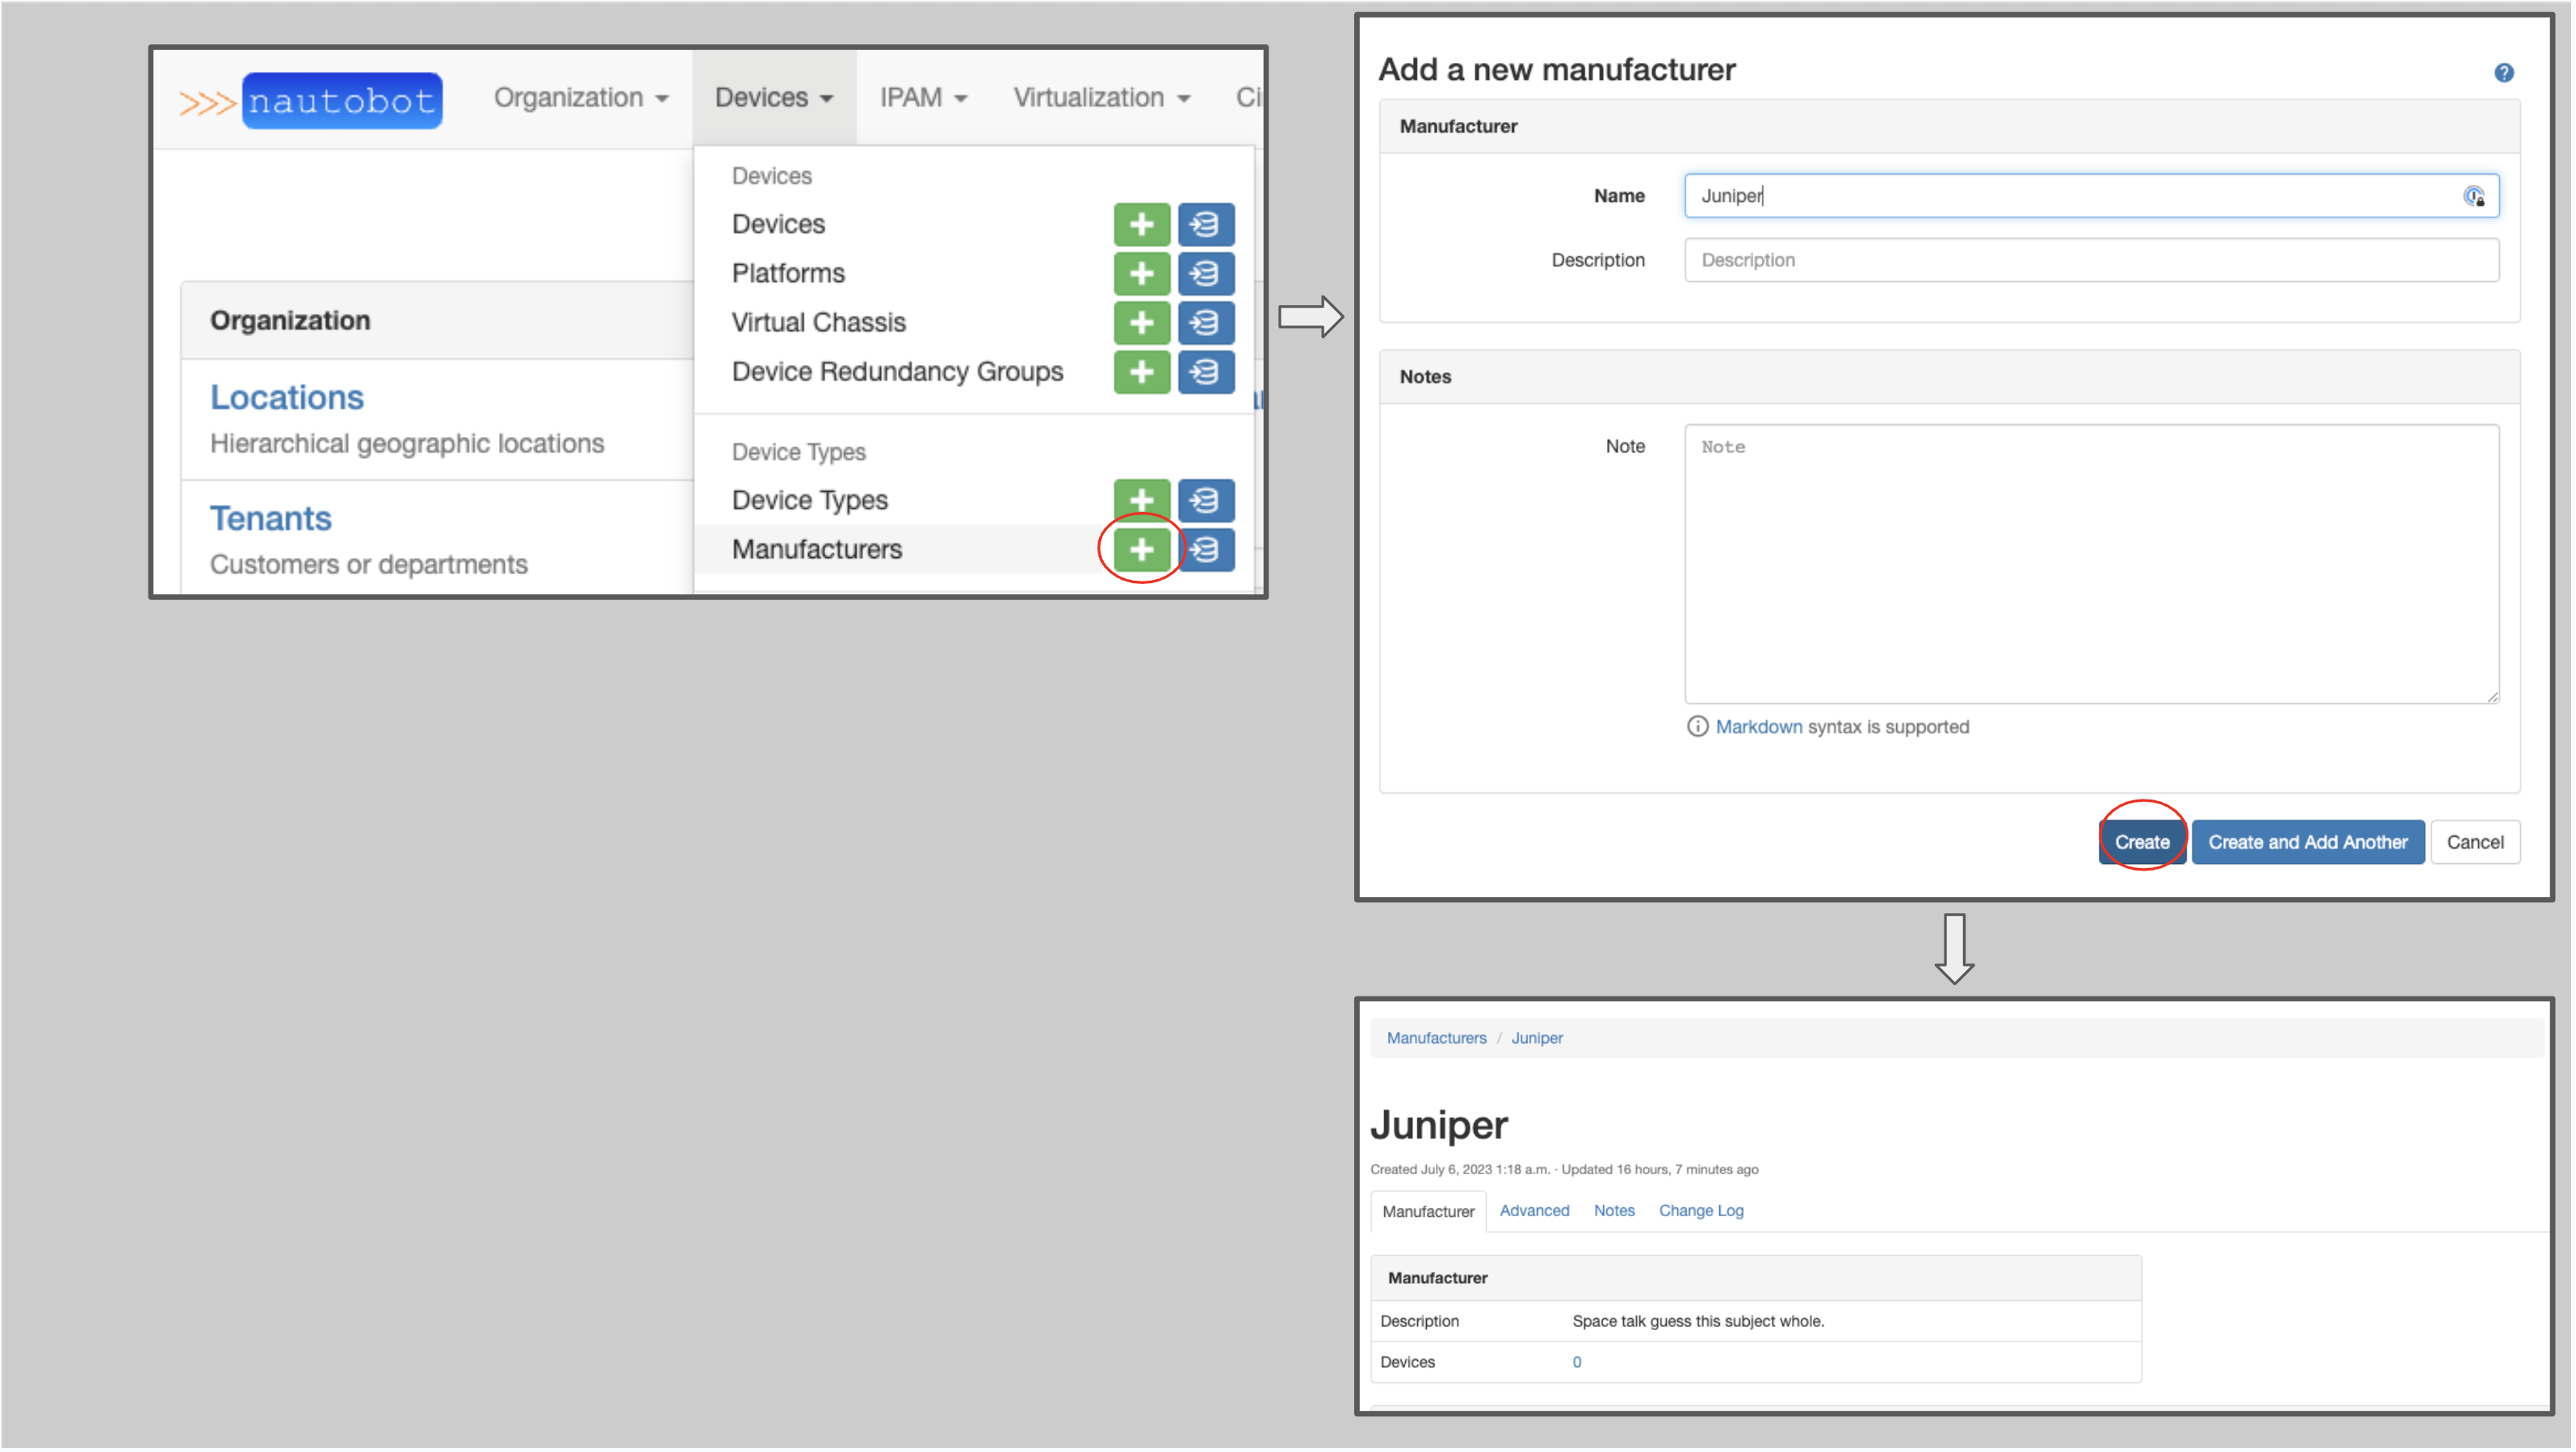 >>> nautobot Organization Devices IPAM Virtualization
Devices
Devices
Platforms
Virtual Chassis
Device Redundancy Groups
Device Types
Device Types
Manufacturers
Organization
Locations
Hierarchical geographic locations
Tenants
Customers or departments
Add a new manufacturer
Manufacturer
Name Juniper
Description Description
Notes
Note Note
Markdown syntax is supported
Create Create and Add Another Cancel
Manufacturers / Juniper
Juniper
Created July 6, 2023 1:18 a.m. · Updated 16 hours, 7 minutes ago
Manufacturer Advanced Notes Change Log
Manufacturer
Description Space talk guess this subject whole.
Devices 0